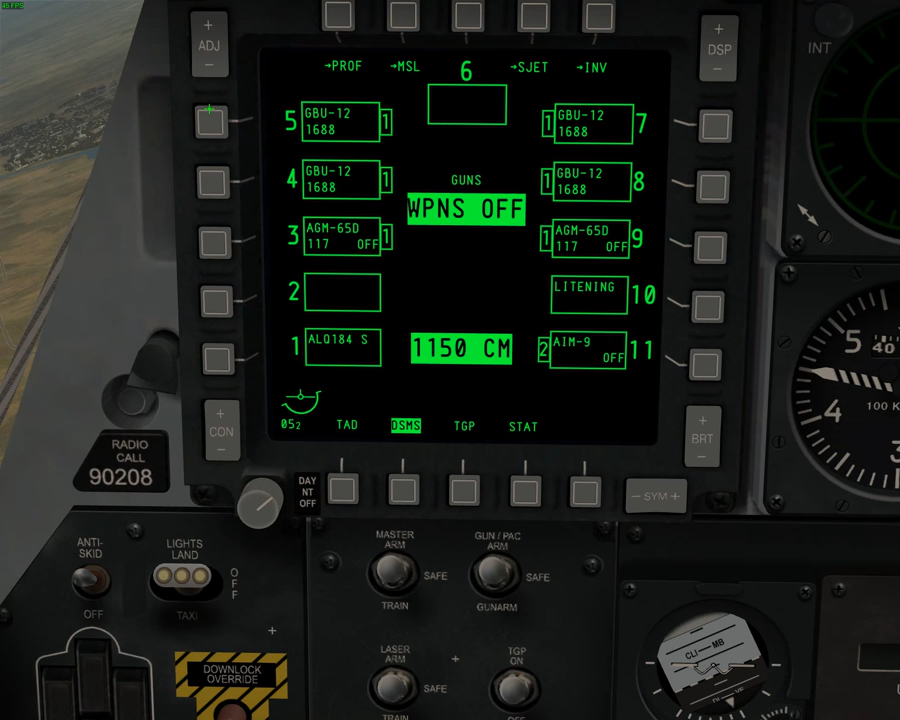 45 FPS
+
ADJ
−
+
DSP
−
INT
→PROF →MSL →SJET →INV
6
5 GBU-12
1688 1
1 GBU-12
1688 7
4 GBU-12
1688 1
1 GBU-12
1688 8
GUNS
WPNS OFF
3 AGM-65D
117 OFF 1
1 AGM-65D
117 OFF 9
2
LITENING 10
1 ALQ184 S
1150 CM
2 AIM-9
OFF 11
052 TAD DSMS TGP STAT
+
CON
−
+
BRT
−
5 40
4
100 K
RADIO
CALL
90208
DAY
NT
OFF
− SYM +
ANTI-
SKID
OFF
LIGHTS
LAND
OFF
TAXI
MASTER
ARM
SAFE
TRAIN
GUN / PAC
ARM
SAFE
GUNARM
LASER
ARM
SAFE
TRAIN
TGP
ON
OFF
DOWNLOCK
OVERRIDE
CLI — MB